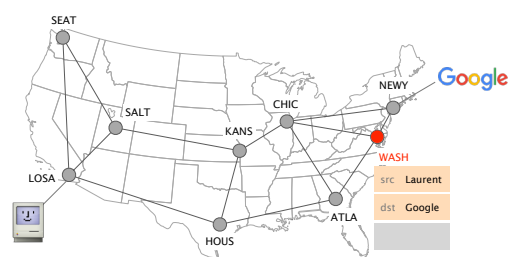 SEAT
NEWY
Google
CHIC
SALT
KANS
WASH
LOSA
src Laurent
dst Google
ATLA
HOUS